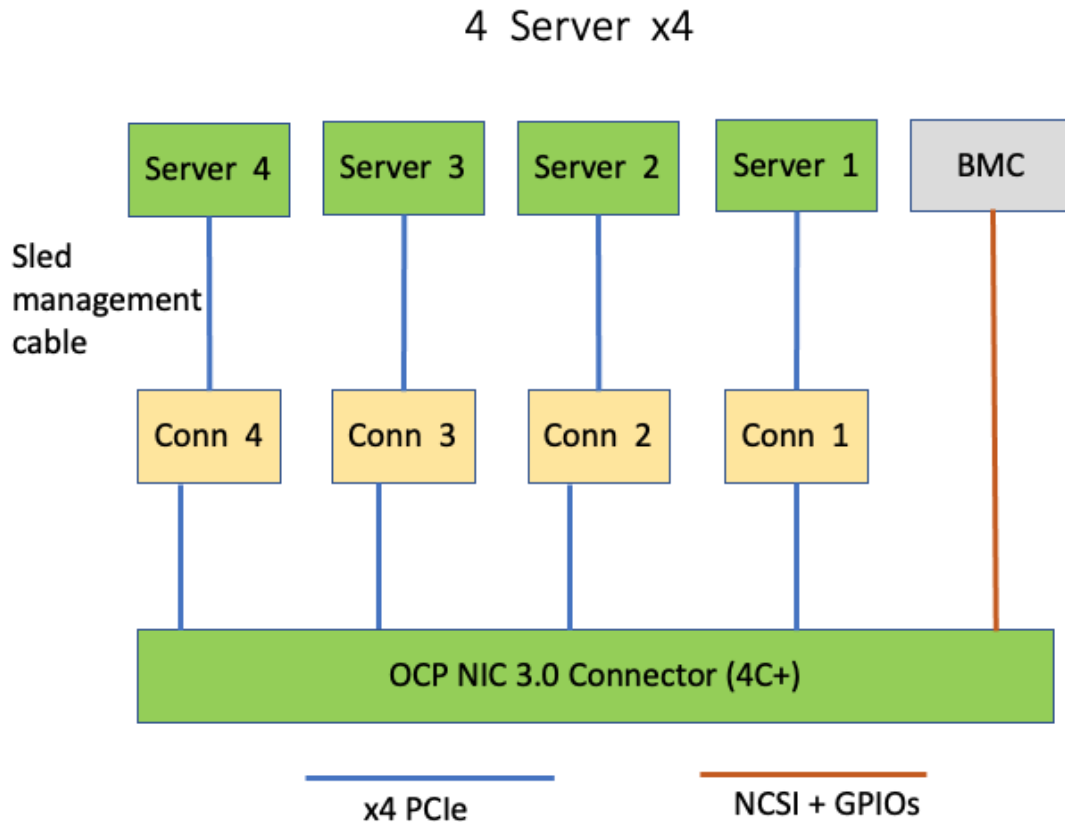 4 Server x4
Server 4
Server 3
Server 2
Server 1
BMC
Sled
management
cable
Conn 4
Conn 3
Conn 2
Conn 1
OCP NIC 3.0 Connector (4C+)
x4 PCIe
NCSI + GPIOs